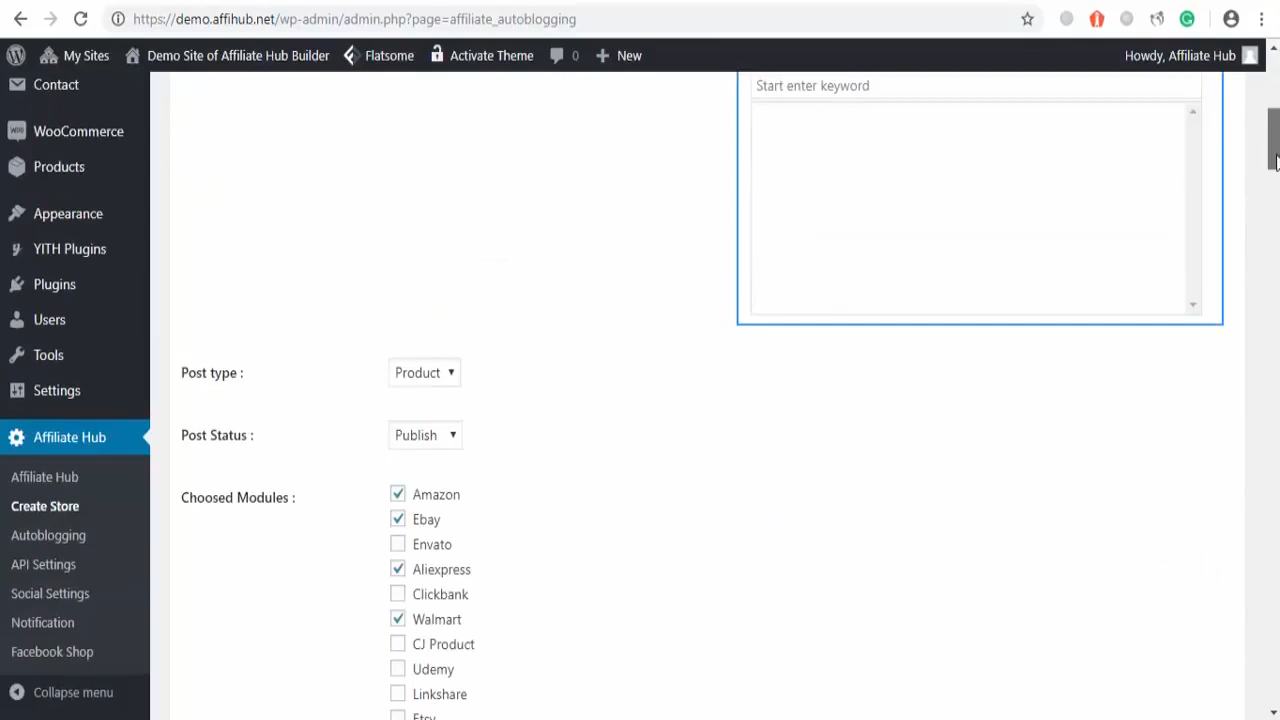 https://demo.affihub.net/wp-admin/admin.php?page=affiliate_autoblogging
My Sites
Demo Site of Affiliate Hub Builder
Flatsome
Activate Theme
0
New
Howdy, Affiliate Hub
Contact
WooCommerce
Products
Appearance
YITH Plugins
Plugins
Users
Tools
Settings
Affiliate Hub
Affiliate Hub
Create Store
Autoblogging
API Settings
Social Settings
Notification
Facebook Shop
Collapse menu
Start enter keyword
Post type :
Product
Post Status :
Publish
Choosed Modules :
Amazon
Ebay
Envato
Aliexpress
Clickbank
Walmart
CJ Product
Udemy
Linkshare
Etsy